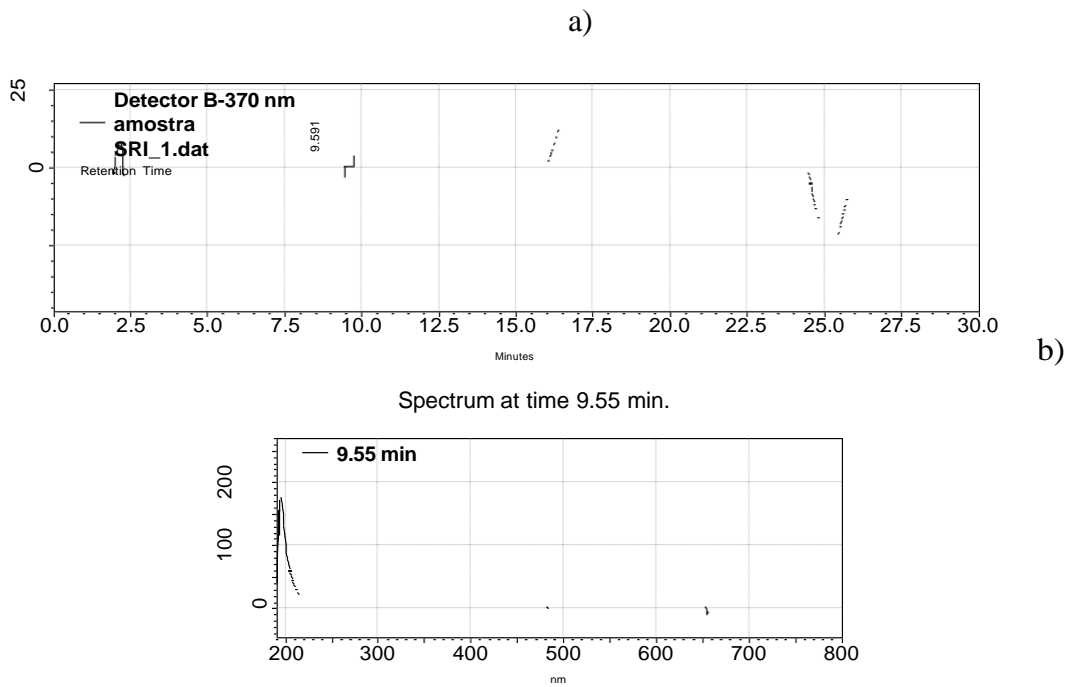 a)
25
Detector B-370 nm
amostra
SRI_1.dat
Retention Time
9.591
0
0.0 2.5 5.0 7.5 10.0 12.5 15.0 17.5 20.0 22.5 25.0 27.5 30.0
Minutes
b)
Spectrum at time 9.55 min.
9.55 min
200
100
0
200 300 400 500 600 700 800
nm